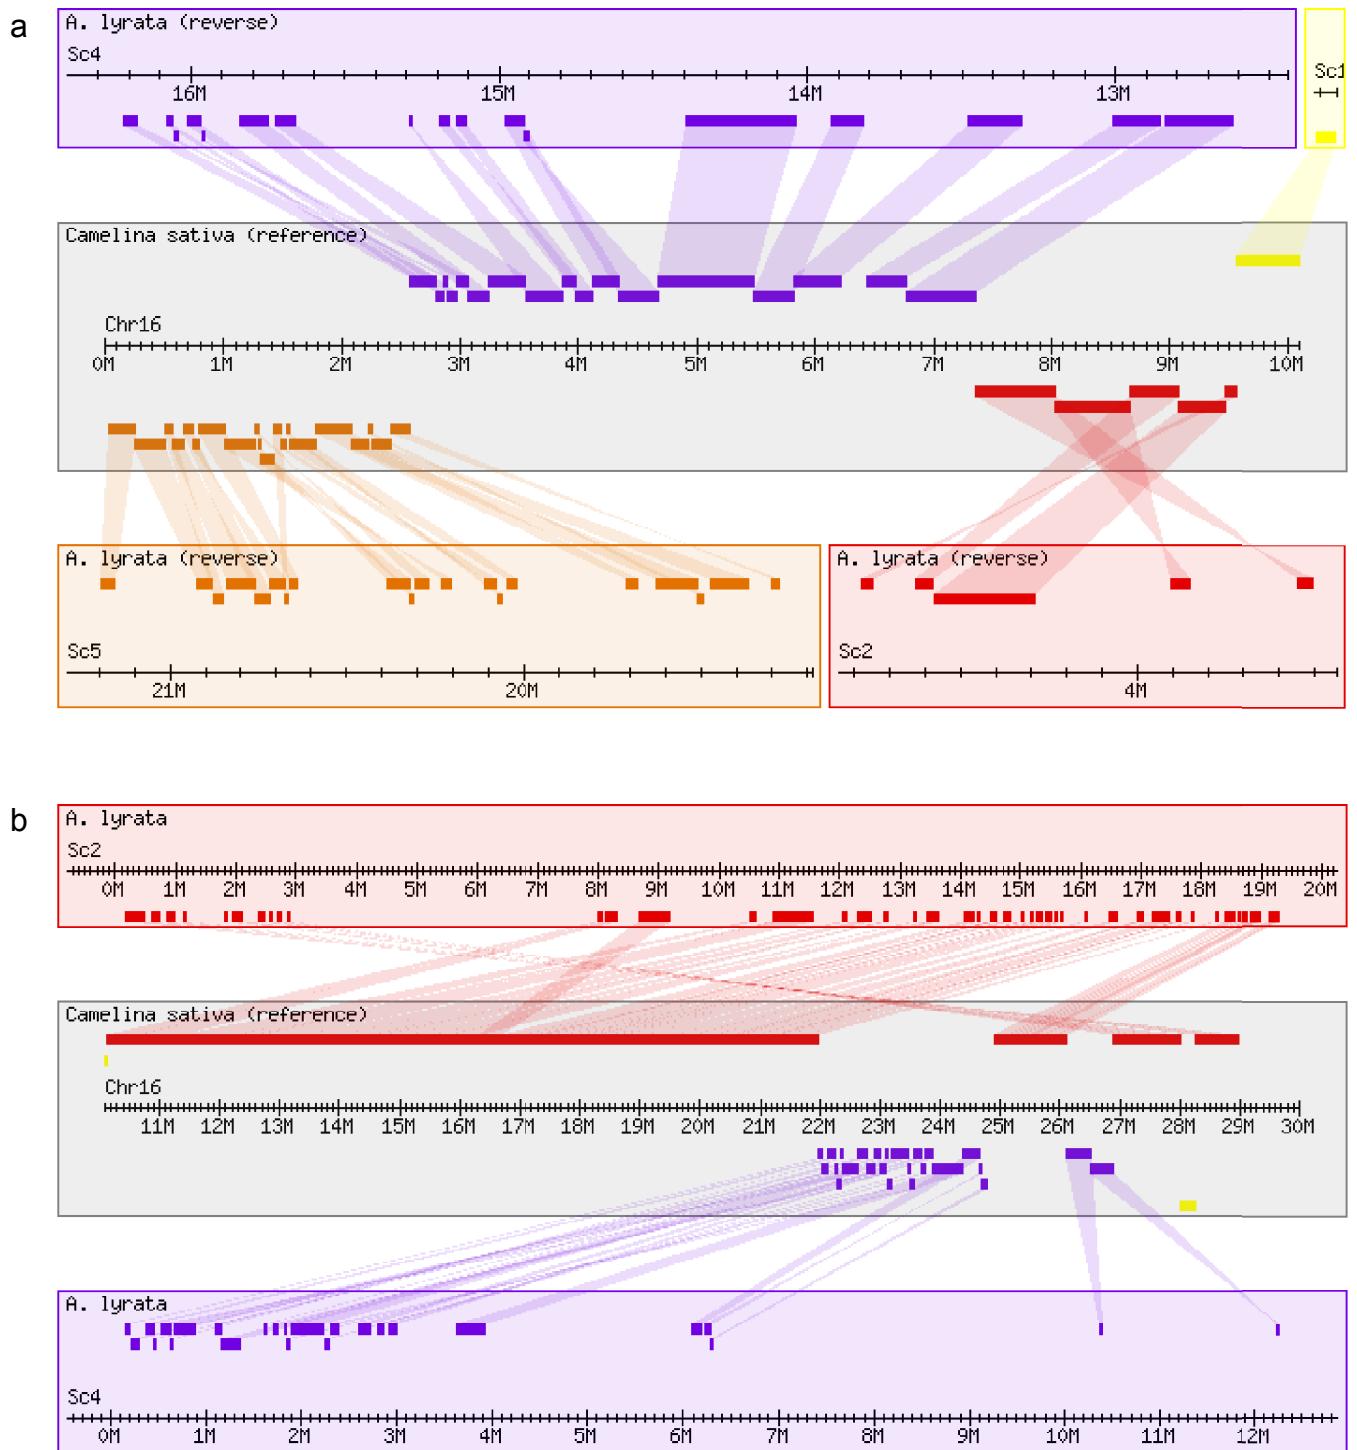 a
A. lyrata (reverse)
Sc4
16M 15M 14M 13M
Sc1
Camelina sativa (reference)
Chr16
0M 1M 2M 3M 4M 5M 6M 7M 8M 9M 10M
A. lyrata (reverse)
Sc5
21M 20M
A. lyrata (reverse)
Sc2
4M
b
A. lyrata
Sc2
0M 1M 2M 3M 4M 5M 6M 7M 8M 9M 10M 11M 12M 13M 14M 15M 16M 17M 18M 19M 20M
Camelina sativa (reference)
Chr16
11M 12M 13M 14M 15M 16M 17M 18M 19M 20M 21M 22M 23M 24M 25M 26M 27M 28M 29M 30M
A. lyrata
Sc4
0M 1M 2M 3M 4M 5M 6M 7M 8M 9M 10M 11M 12M